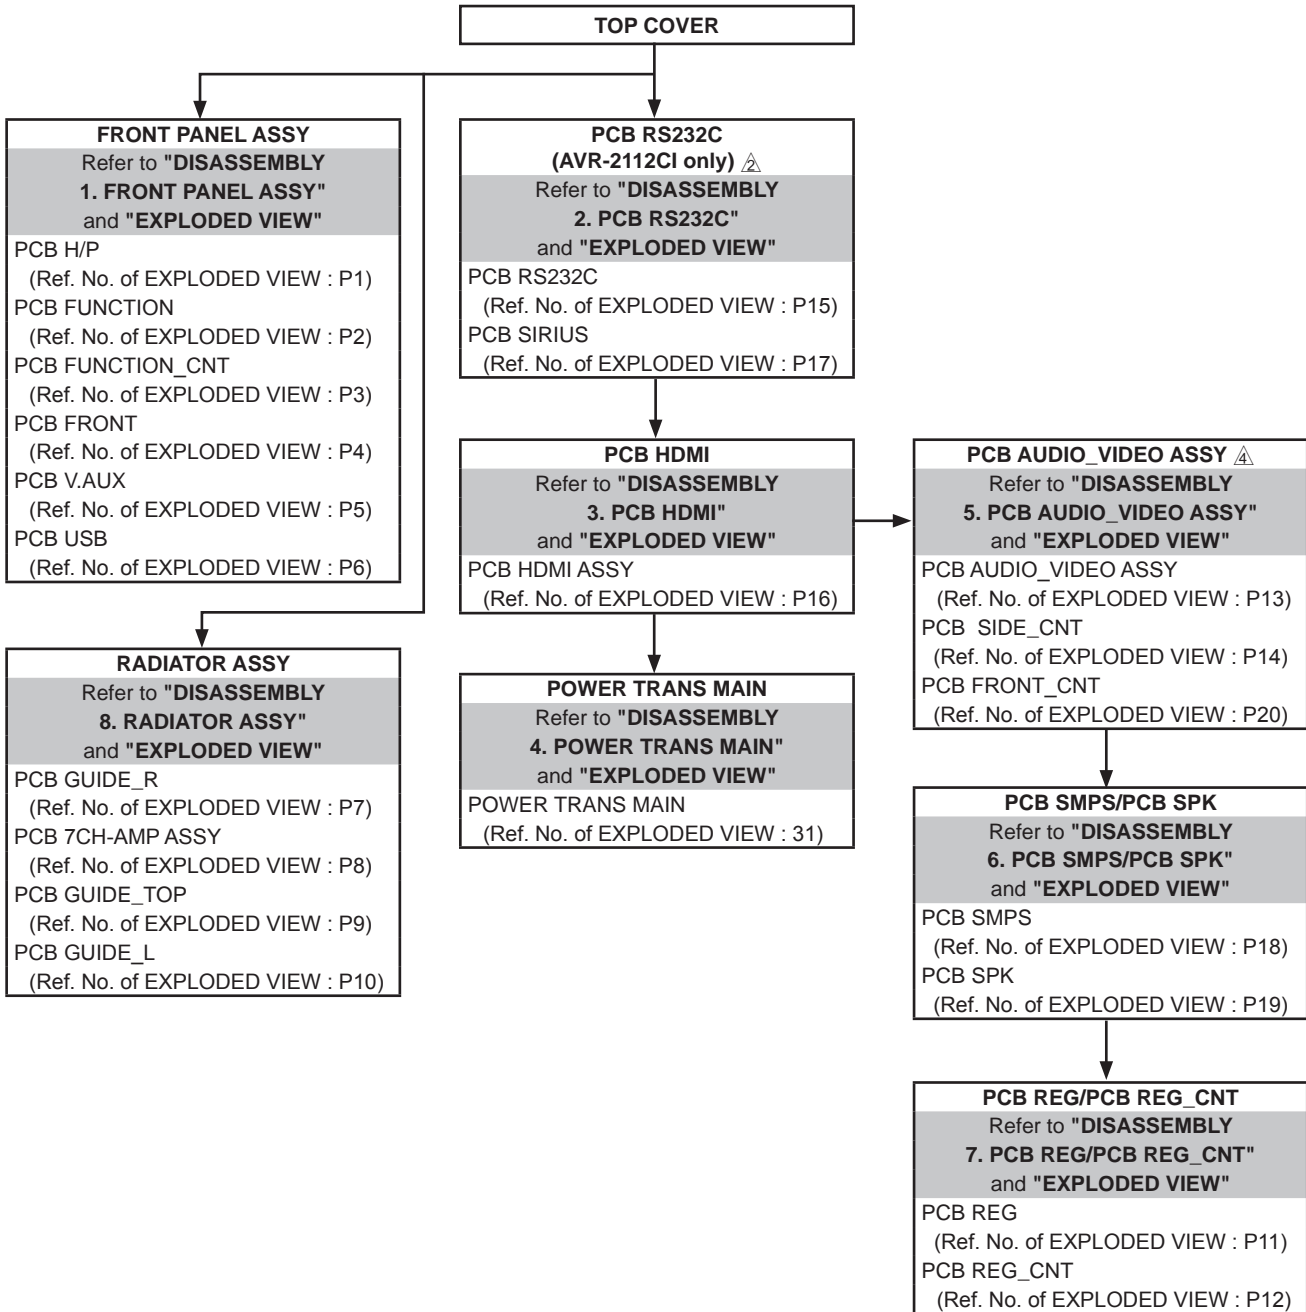 TOP COVER
FRONT PANEL ASSY
Refer to "DISASSEMBLY
1. FRONT PANEL ASSY"
and "EXPLODED VIEW"
PCB H/P
(Ref. No. of EXPLODED VIEW : P1)
PCB FUNCTION
(Ref. No. of EXPLODED VIEW : P2)
PCB FUNCTION_CNT
(Ref. No. of EXPLODED VIEW : P3)
PCB FRONT
(Ref. No. of EXPLODED VIEW : P4)
PCB V.AUX
(Ref. No. of EXPLODED VIEW : P5)
PCB USB
(Ref. No. of EXPLODED VIEW : P6)
RADIATOR ASSY
Refer to "DISASSEMBLY
8. RADIATOR ASSY"
and "EXPLODED VIEW"
PCB GUIDE_R
(Ref. No. of EXPLODED VIEW : P7)
PCB 7CH-AMP ASSY
(Ref. No. of EXPLODED VIEW : P8)
PCB GUIDE_TOP
(Ref. No. of EXPLODED VIEW : P9)
PCB GUIDE_L
(Ref. No. of EXPLODED VIEW : P10)
PCB RS232C
(AVR-2112CI only) 2
Refer to "DISASSEMBLY
2. PCB RS232C"
and "EXPLODED VIEW"
PCB RS232C
(Ref. No. of EXPLODED VIEW : P15)
PCB SIRIUS
(Ref. No. of EXPLODED VIEW : P17)
PCB HDMI
Refer to "DISASSEMBLY
3. PCB HDMI"
and "EXPLODED VIEW"
PCB HDMI ASSY
(Ref. No. of EXPLODED VIEW : P16)
POWER TRANS MAIN
Refer to "DISASSEMBLY
4. POWER TRANS MAIN"
and "EXPLODED VIEW"
POWER TRANS MAIN
(Ref. No. of EXPLODED VIEW : 31)
PCB AUDIO_VIDEO ASSY 4
Refer to "DISASSEMBLY
5. PCB AUDIO_VIDEO ASSY"
and "EXPLODED VIEW"
PCB AUDIO_VIDEO ASSY
(Ref. No. of EXPLODED VIEW : P13)
PCB SIDE_CNT
(Ref. No. of EXPLODED VIEW : P14)
PCB FRONT_CNT
(Ref. No. of EXPLODED VIEW : P20)
PCB SMPS/PCB SPK
Refer to "DISASSEMBLY
6. PCB SMPS/PCB SPK"
and "EXPLODED VIEW"
PCB SMPS
(Ref. No. of EXPLODED VIEW : P18)
PCB SPK
(Ref. No. of EXPLODED VIEW : P19)
PCB REG/PCB REG_CNT
Refer to "DISASSEMBLY
7. PCB REG/PCB REG_CNT"
and "EXPLODED VIEW"
PCB REG
(Ref. No. of EXPLODED VIEW : P11)
PCB REG_CNT
(Ref. No. of EXPLODED VIEW : P12)